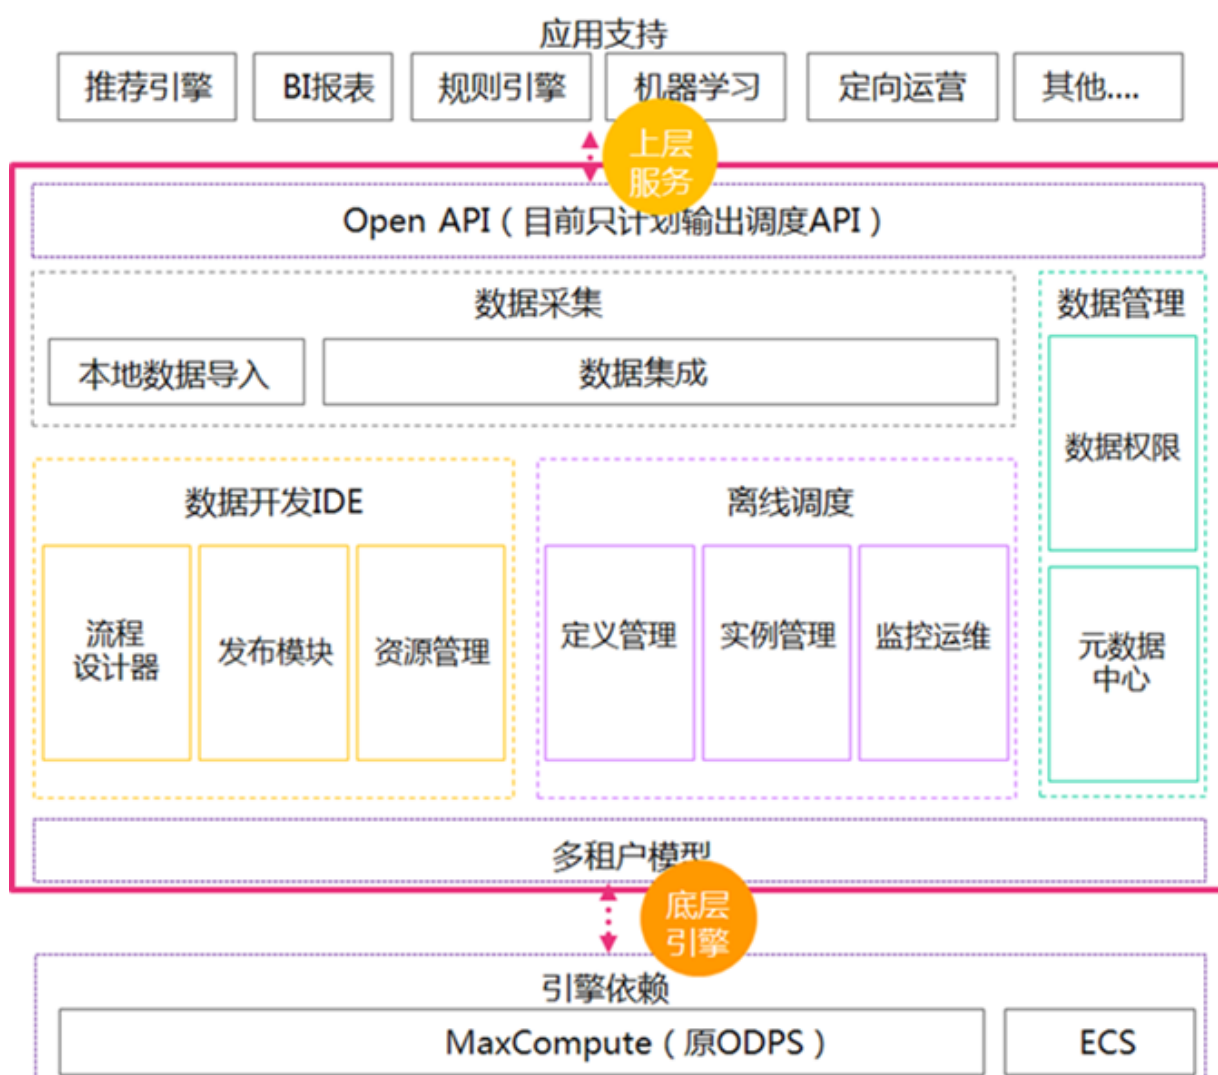 应用支持
推荐引擎
BI报表
规则引擎
机器学习
定向运营
其他....
上层
服务
Open API（目前只计划输出调度API）
数据采集
本地数据导入
数据集成
数据管理
数据权限
元数据
中心
数据开发IDE
流程
设计器
发布模块
资源管理
离线调度
定义管理
实例管理
监控运维
多租户模型
底层
引擎
引擎依赖
MaxCompute（原ODPS）
ECS